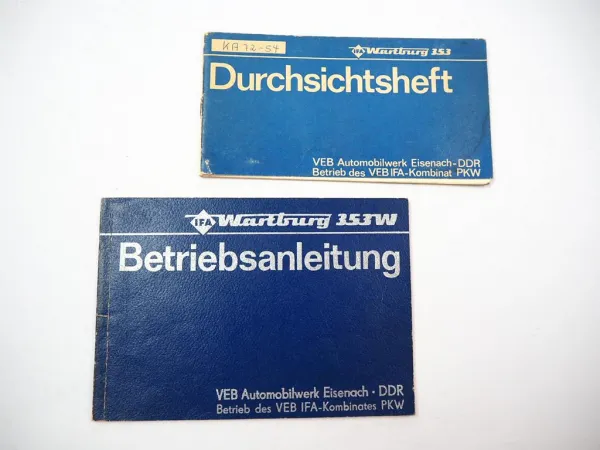 KA 72-54
IFA Wartburg 353
Durchsichtsheft
VEB Automobilwerk Eisenach-DDR
Betrieb des VEB IFA-Kombinat PKW
IFA Wartburg 353W
Betriebsanleitung
VEB Automobilwerk Eisenach · DDR
Betrieb des VEB IFA-Kombinates PKW